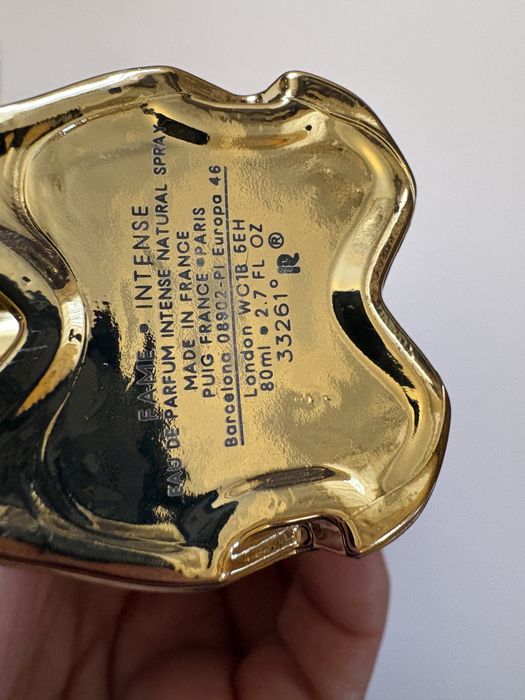 FAME • INTENSE
EAU DE PARFUM INTENSE NATURAL SPRAY
MADE IN FRANCE
PUIG FRANCE PARIS
Barcelona 08902-Pl Europa 46
London WC1B 5EH
80ml • 2.7 FL OZ
33261° R ®